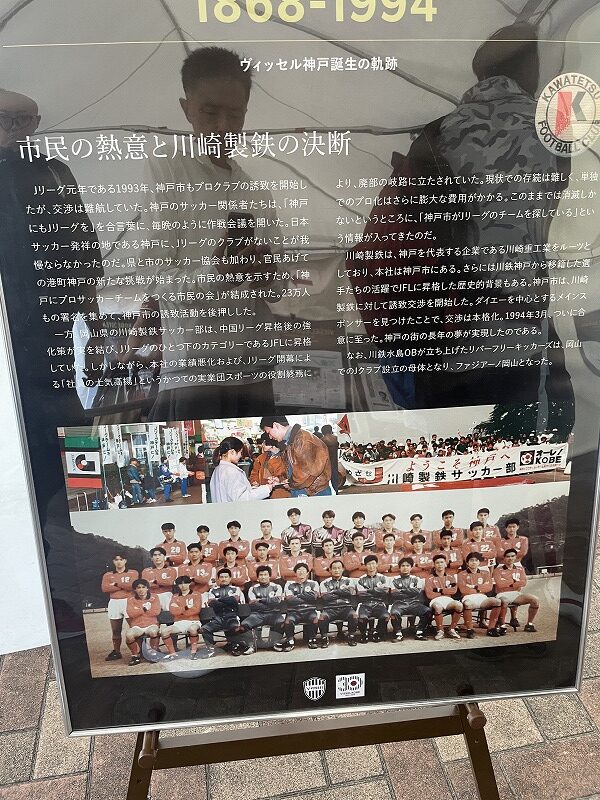 1868-1994
ヴィッセル神戸誕生の軌跡
KAWATETSU
FOOTBALL CLUB
市民の熱意と川崎製鉄の決断
Jリーグ元年である1993年、神戸市もプロクラブの誘致を開始し
たが、交渉は難航していた。神戸のサッカー関係者たちは、「神戸
にもJリーグを」を合言葉に、毎晩のように作戦会議を開いた。日本
サッカー発祥の地である神戸に、Jリーグのクラブがないことが我
慢ならなかったのだ。県と市のサッカー協会も加わり、官民あげて
の港町神戸の新たな挑戦が始まった。市民の熱意を示すため、「神
戸にプロサッカーチームをつくる市民の会」が結成された。23万人
もの署名を集めて、神戸市の誘致活動を後押しした。
一方、岡山県の川崎製鉄サッカー部は、中国リーグ昇格後の強
化策が実を結び、Jリーグのひとつ下のカテゴリーであるJFLに昇格
していた。しかしながら、本社の業績悪化および、Jリーグ開幕によ
る「社員の士気高揚」というかつての実業団スポーツの役割終焉に
より、廃部の岐路に立たされていた。現状での存続は難しく、単独
でのプロ化はさらに膨大な費用がかかる。このままでは消滅しか
ないというところに、「神戸市がJリーグのチームを探している」とい
う情報が入ってきたのだ。
川崎製鉄は、神戸を代表する企業である川崎重工業をルーツと
しており、本社は神戸市にある。さらには川鉄神戸から移籍した選
手たちの活躍でJFLに昇格した歴史的背景もある。神戸市は、川崎
製鉄に対して誘致交渉を開始した。ダイエーを中心とするメインス
ポンサーを見つけたことで、交渉は本格化。1994年3月、ついに合
意に至った。神戸の街の長年の夢が実現したのである。
なお、川鉄水島OBが立ち上げたリバーフリーキッカーズは、岡山
でのJクラブ設立の母体となり、ファジアーノ岡山となった。
ようこそ神戸へ
川崎製鉄サッカー部
KOBE
30